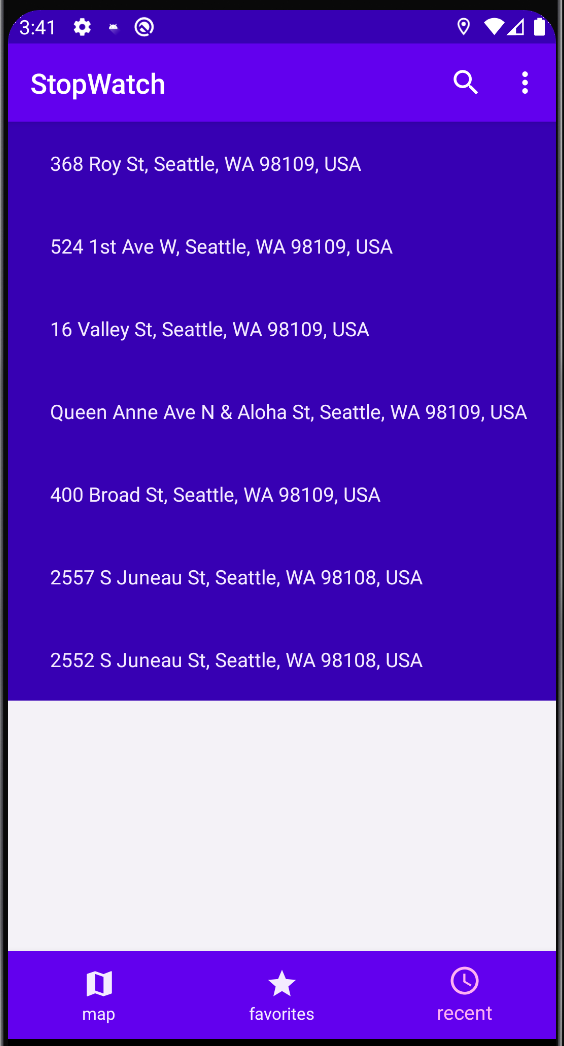 3:41
StopWatch
368 Roy St, Seattle, WA 98109, USA
524 1st Ave W, Seattle, WA 98109, USA
16 Valley St, Seattle, WA 98109, USA
Queen Anne Ave N & Aloha St, Seattle, WA 98109, USA
400 Broad St, Seattle, WA 98109, USA
2557 S Juneau St, Seattle, WA 98108, USA
2552 S Juneau St, Seattle, WA 98108, USA
map favorites recent